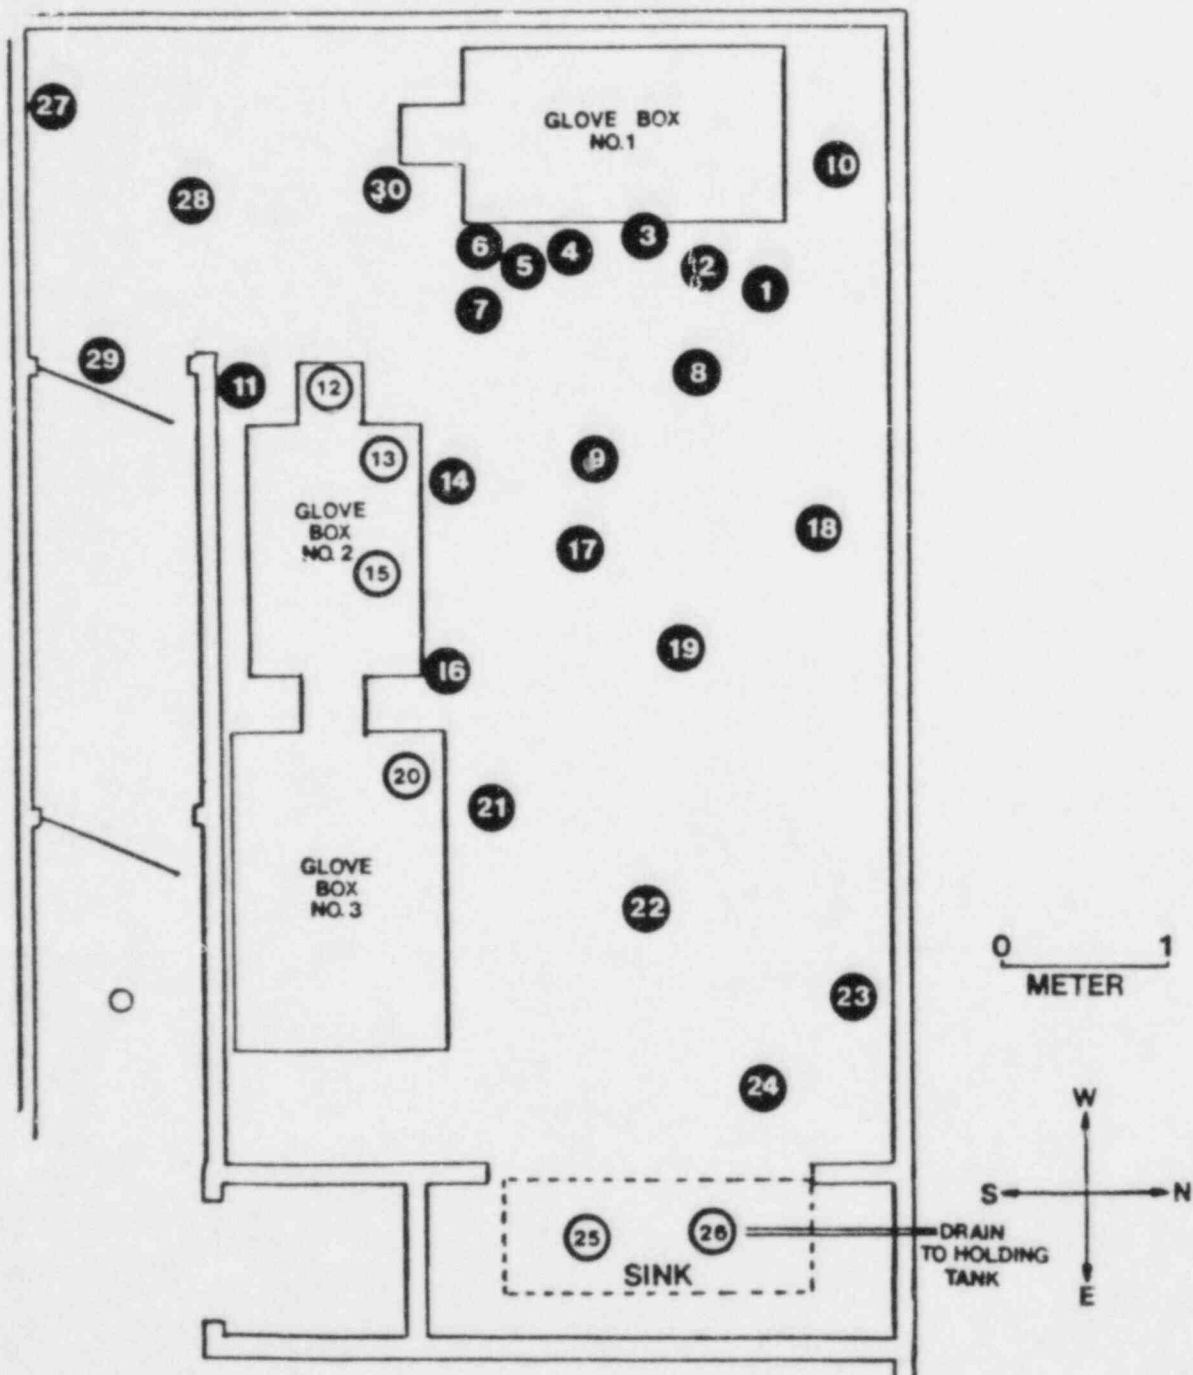 27
GLOVE BOX
NO.1
10
28
30
3
6
4
5
2
1
7
29
8
11
12
13
9
14
GLOVE
BOX
NO. 2
18
17
15
19
16
20
21
GLOVE
BOX
NO. 3
22
0 1
METER
23
24
W
S N
E
25
26
SINK
DRAIN
TO HOLDING
TANK